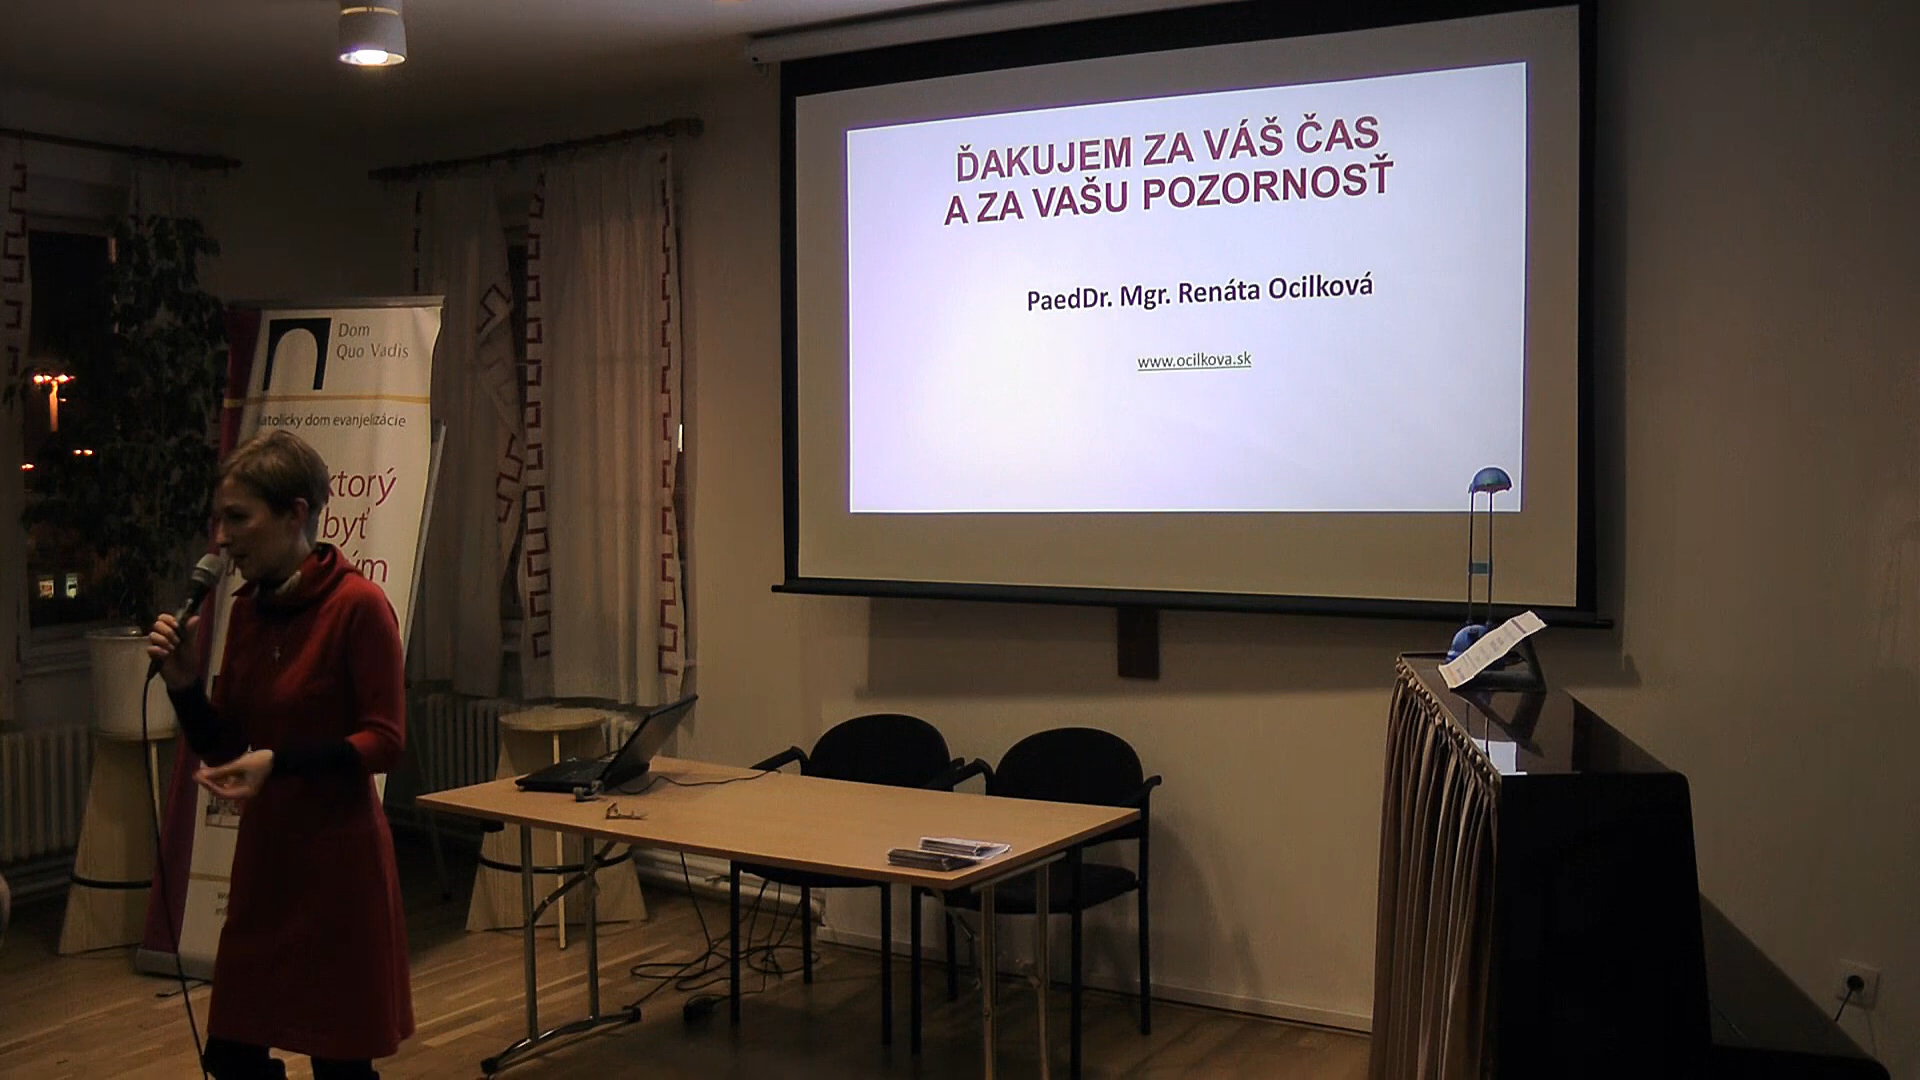 ĎAKUJEM ZA VÁŠ ČAS
A ZA VAŠU POZORNOSŤ
PaedDr. Mgr. Renáta Ocilková
www.ocilkova.sk
Dom
Quo Vadis
katolícky dom evanjelizácie
ktorý
byť